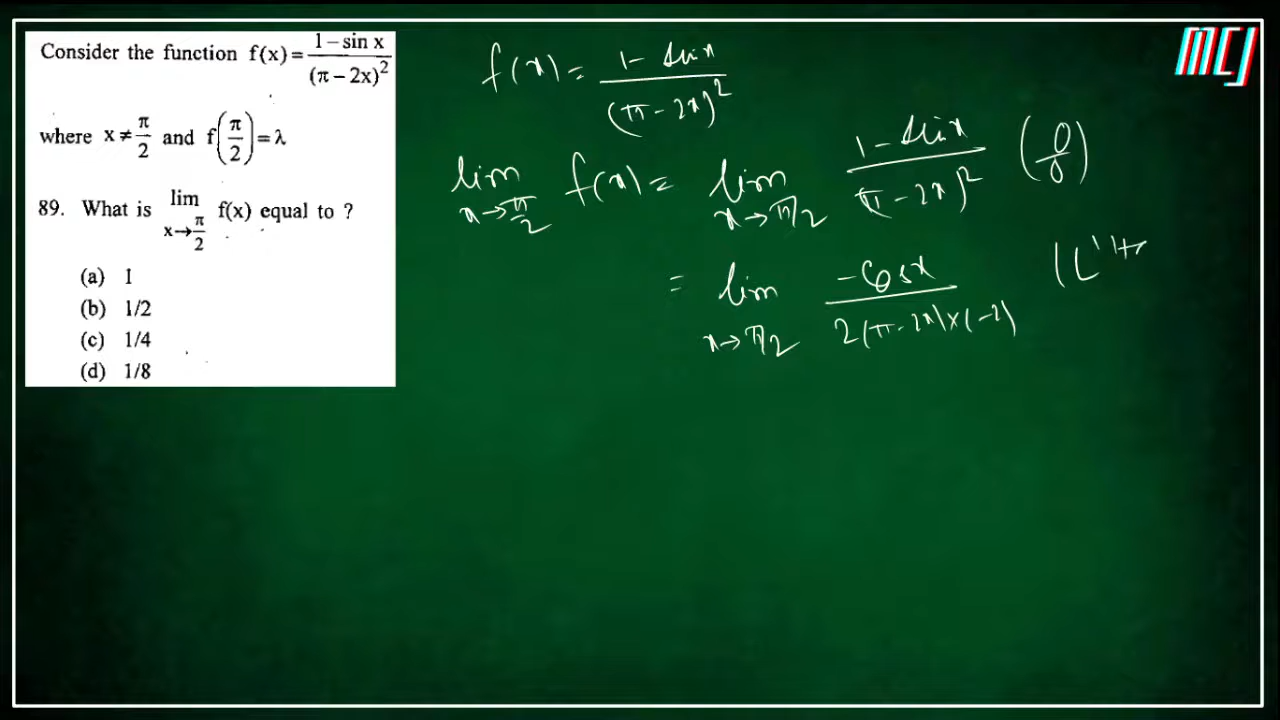 Consider the function f(x) = (1 – sin x) / (π – 2x)²
where x ≠ π/2 and f(π/2) = λ
89. What is lim x→π/2 f(x) equal to ?
(a) 1
(b) 1/2
(c) 1/4
(d) 1/8
f(x) = (1 - sin x) / (π - 2x)²
lim x→π/2 f(x) = lim x→π/2 (1 - sin x) / (π - 2x)² (0/0)
= lim x→π/2 -cos x / 2(π - 2x) × (-2) (L'H
MCJ